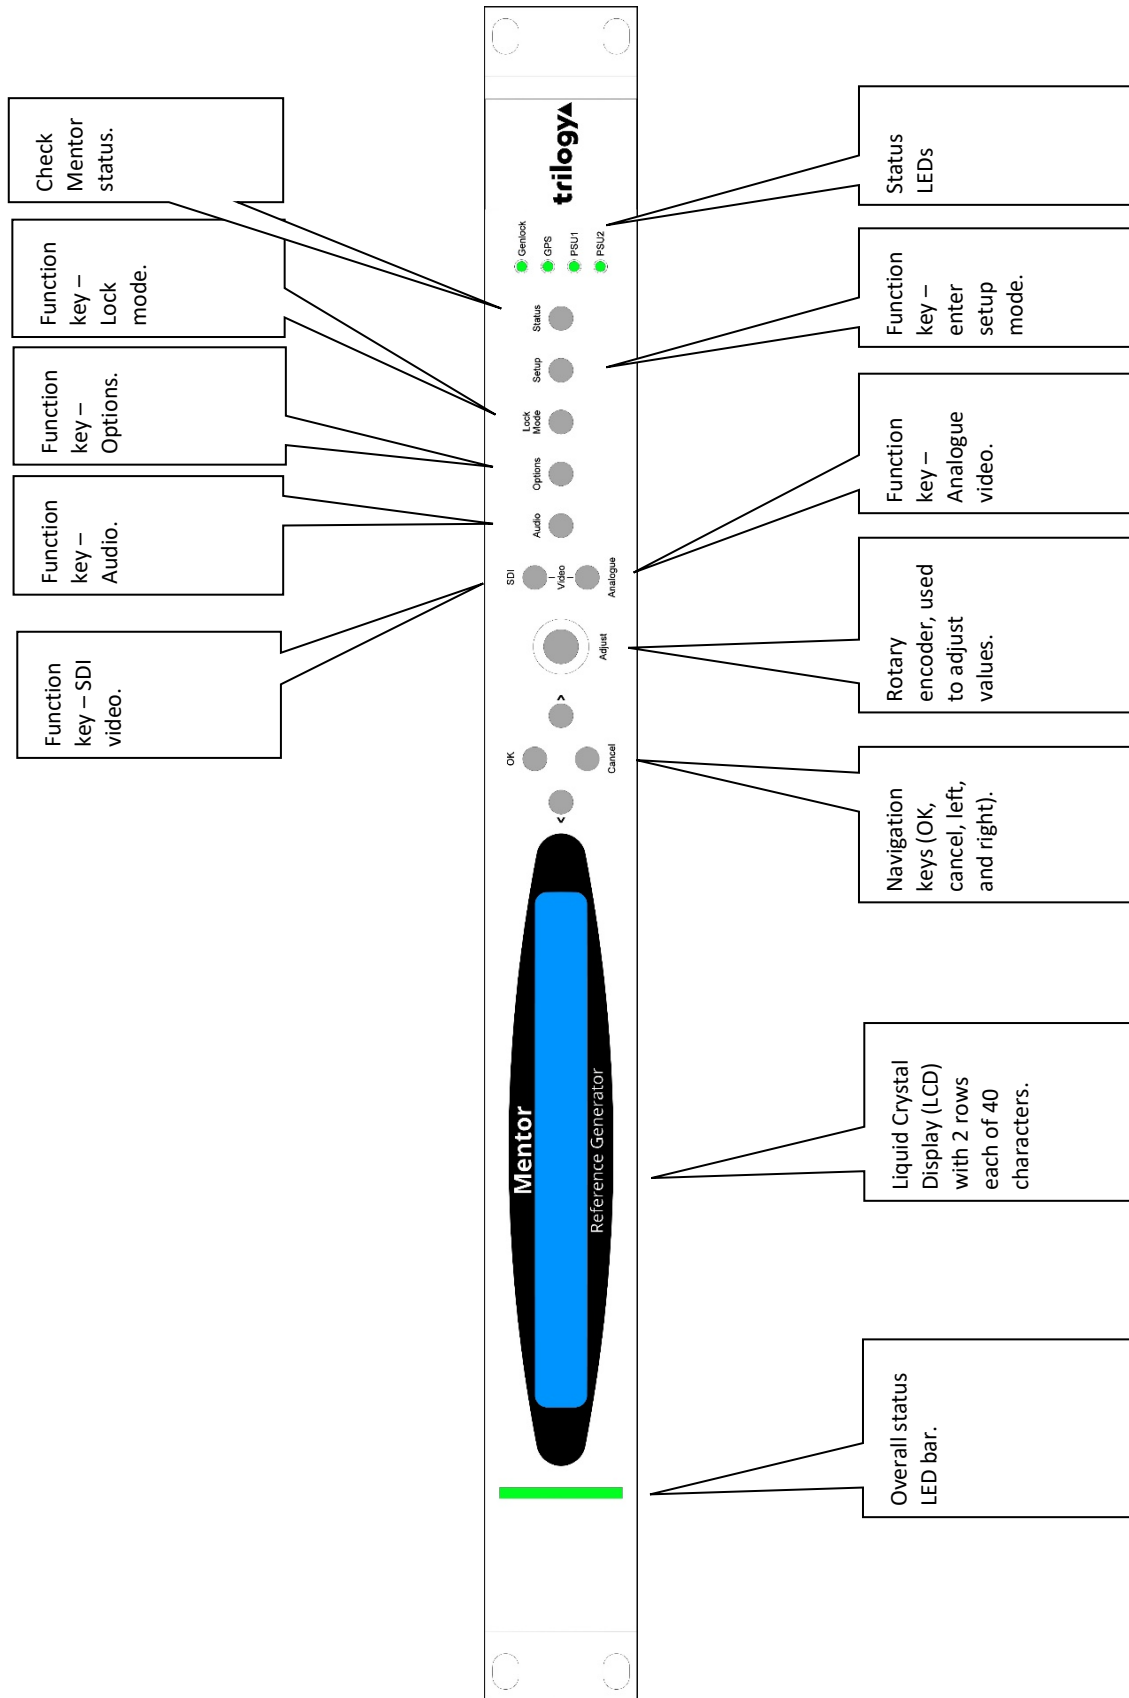 Function
key – SDI
video.
Function
key –
Audio.
Function
key –
Options.
Function
key –
Lock
mode.
Check
Mentor
status.
Mentor
Reference Generator
<
OK
Cancel
>
Adjust
SDI
Video
Analogue
Audio
Options
Lock
Mode
Setup
Status
Genlock
GPS
PSU1
PSU2
trilogy
Overall status
LED bar.
Liquid Crystal
Display (LCD)
with 2 rows
each of 40
characters.
Navigation
keys (OK,
cancel, left,
and right).
Rotary
encoder, used
to adjust
values.
Function
key –
Analogue
video.
Function
key –
enter
setup
mode.
Status
LEDs